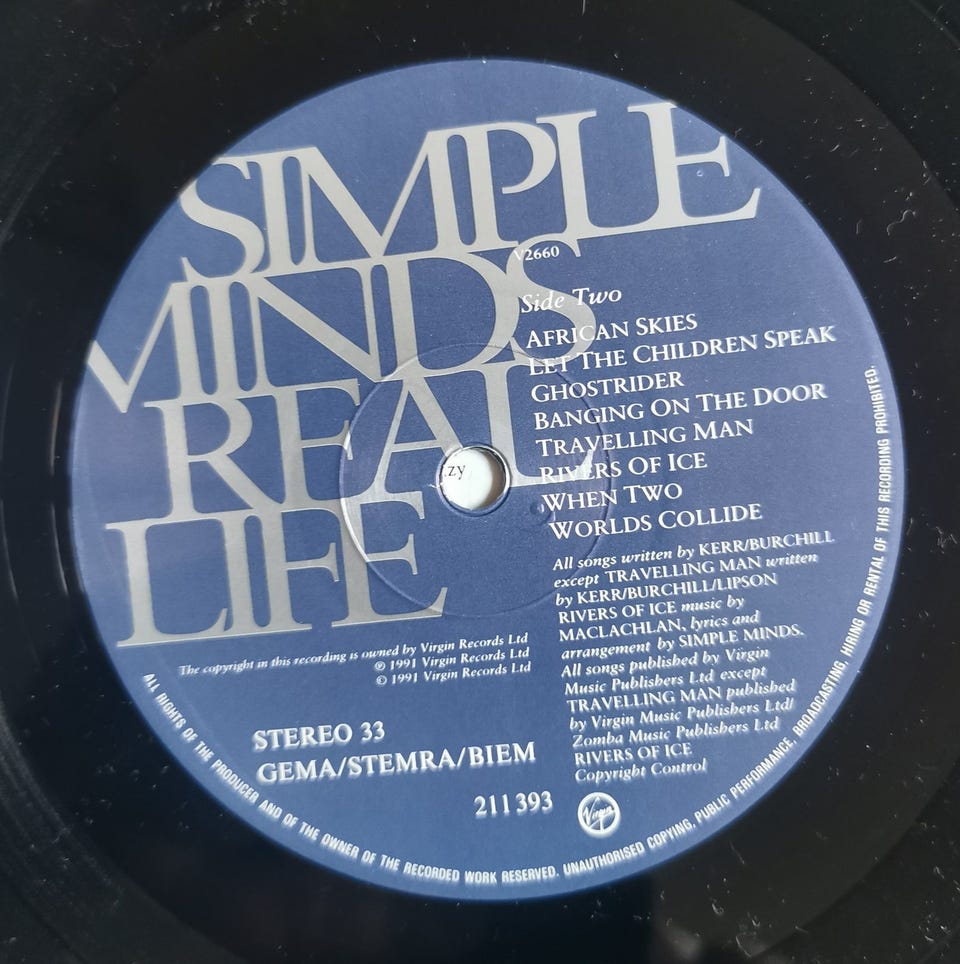 SIMPLE
MINDS
REAL
LIFE
V2660
Side Two
AFRICAN SKIES
LET THE CHILDREN SPEAK
GHOSTRIDER
BANGING ON THE DOOR
TRAVELLING MAN
RIVERS OF ICE
WHEN TWO
WORLDS COLLIDE
All songs written by KERR/BURCHILL
except TRAVELLING MAN written
by KERR/BURCHILL/LIPSON
RIVERS OF ICE music by
MACLACHLAN, lyrics and
arrangement by SIMPLE MINDS.
All songs published by Virgin
Music Publishers Ltd except
TRAVELLING MAN published
by Virgin Music Publishers Ltd/
Zomba Music Publishers Ltd
RIVERS OF ICE
Copyright Control
The copyright in this recording is owned by Virgin Records Ltd
℗ 1991 Virgin Records Ltd
© 1991 Virgin Records Ltd
STEREO 33
GEMA/STEMRA/BIEM
211 393
Virgin
ALL RIGHTS OF THE PRODUCER AND OF THE OWNER OF THE RECORDED WORK RESERVED. UNAUTHORISED COPYING, PUBLIC PERFORMANCE, BROADCASTING, HIRING OR RENTAL OF THIS RECORDING PROHIBITED.